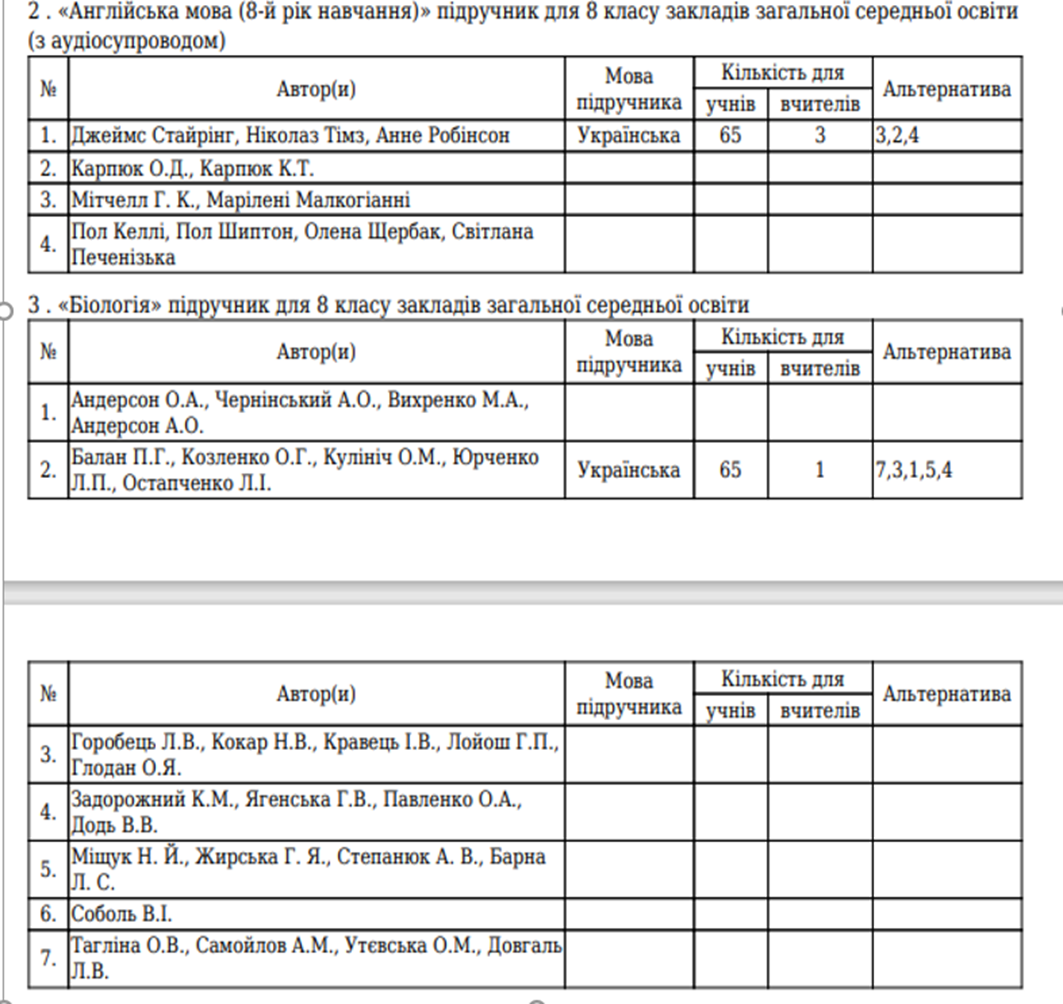 2 . «Англійська мова (8-й рік навчання)» підручник для 8 класу закладів загальної середньої освіти
(з аудіосупроводом)
№ Автор(и) Мова підручника Кількість для учнів вчителів Альтернатива
1. Джеймс Стайрінг, Ніколаз Тімз, Анне Робінсон Українська 65 3 3,2,4
2. Карпюк О.Д., Карпюк К.Т.
3. Мітчелл Г. К., Марілені Малкогіанні
4. Пол Келлі, Пол Шиптон, Олена Щербак, Світлана
Печенізька
3 . «Біологія» підручник для 8 класу закладів загальної середньої освіти
№ Автор(и) Мова підручника Кількість для учнів вчителів Альтернатива
1. Андерсон О.А., Чернінський А.О., Вихренко М.А.,
Андерсон А.О.
2. Балан П.Г., Козленко О.Г., Кулініч О.М., Юрченко
Л.П., Остапченко Л.І. Українська 65 1 7,3,1,5,4
№ Автор(и) Мова підручника Кількість для учнів вчителів Альтернатива
3. Горобець Л.В., Кокар Н.В., Кравець І.В., Лойош Г.П.,
Глодан О.Я.
4. Задорожний К.М., Ягенська Г.В., Павленко О.А.,
Додь В.В.
5. Міщук Н. Й., Жирська Г. Я., Степанюк А. В., Барна
Л. С.
6. Соболь В.І.
7. Тагліна О.В., Самойлов А.М., Утєвська О.М., Довгаль
Л.В.